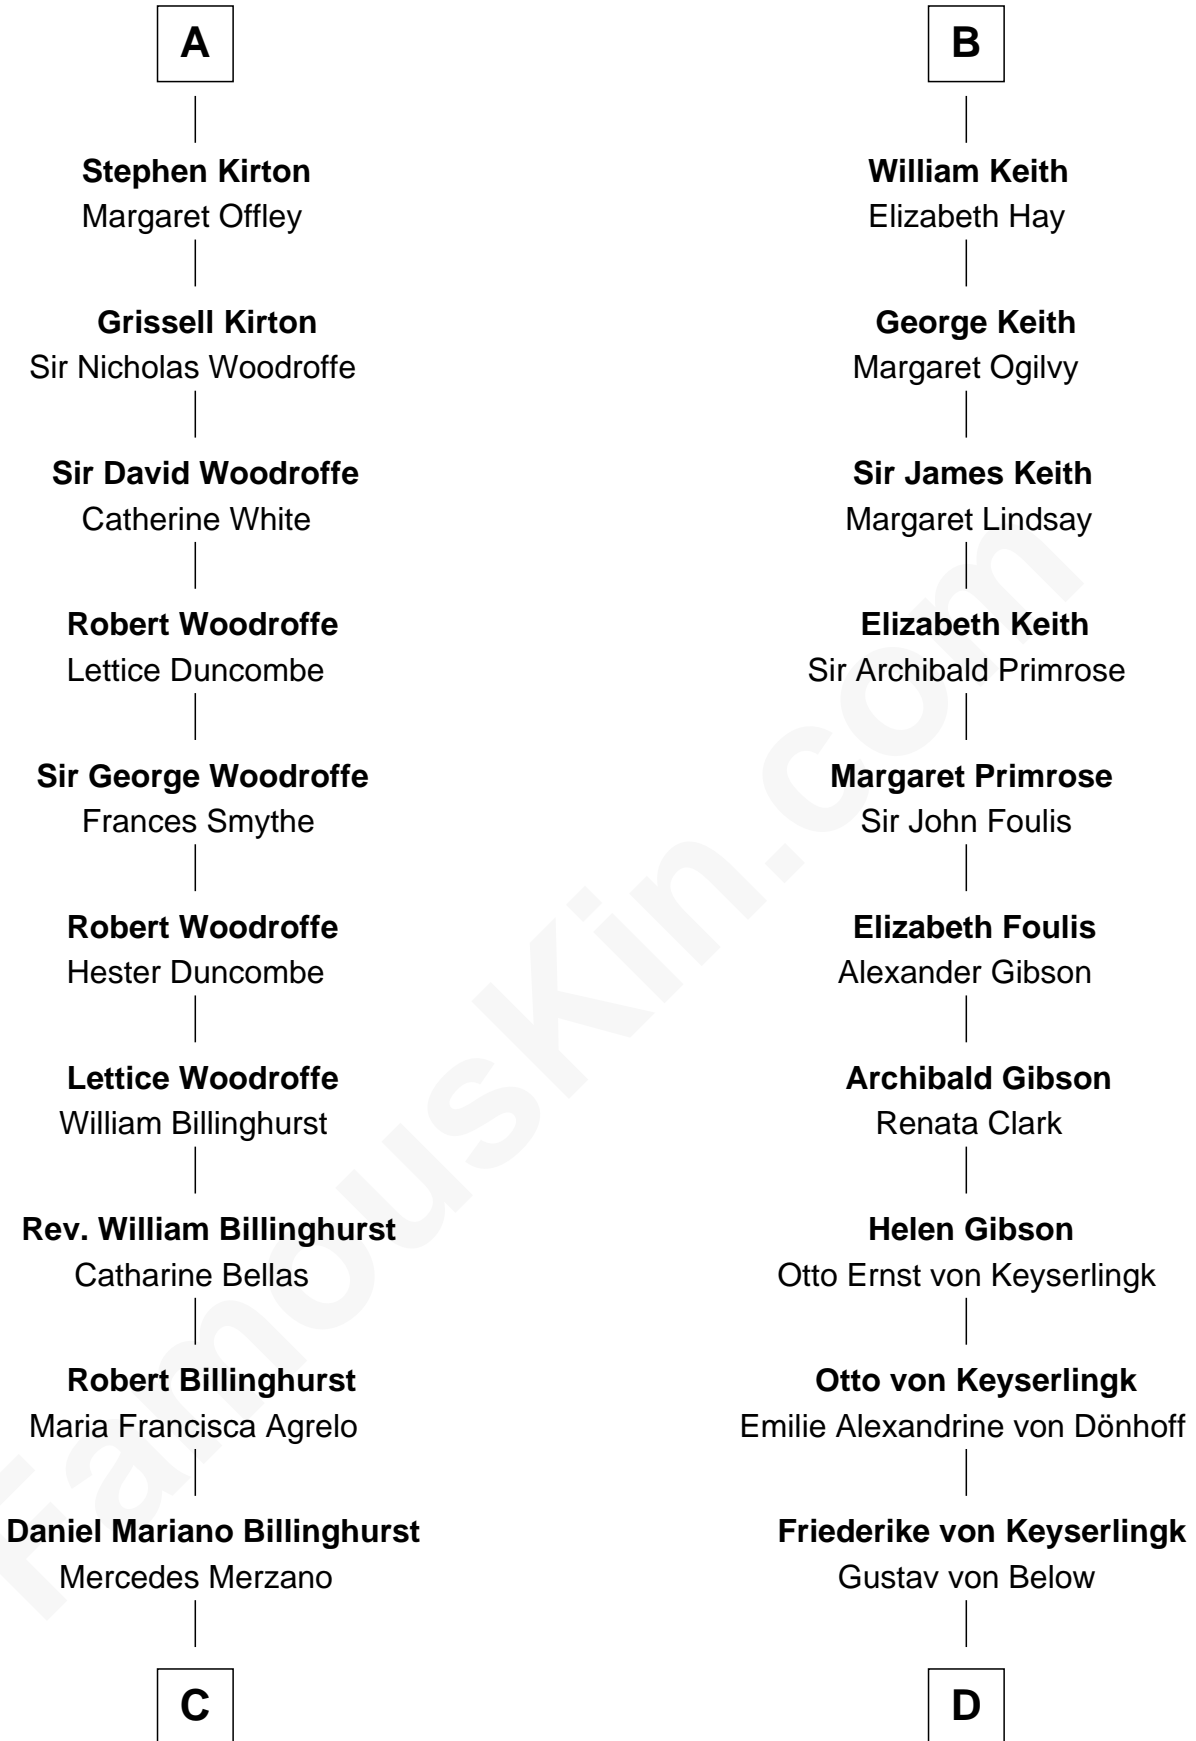 A
Stephen Kirton
Margaret Offley
Grissell Kirton
Sir Nicholas Woodroffe
Sir David Woodroffe
Catherine White
Robert Woodroffe
Lettice Duncombe
Sir George Woodroffe
Frances Smythe
Robert Woodroffe
Hester Duncombe
Lettice Woodroffe
William Billinghurst
Rev. William Billinghurst
Catharine Bellas
Robert Billinghurst
Maria Francisca Agrelo
Daniel Mariano Billinghurst
Mercedes Merzano
C
B
William Keith
Elizabeth Hay
George Keith
Margaret Ogilvy
Sir James Keith
Margaret Lindsay
Elizabeth Keith
Sir Archibald Primrose
Margaret Primrose
Sir John Foulis
Elizabeth Foulis
Alexander Gibson
Archibald Gibson
Renata Clark
Helen Gibson
Otto Ernst von Keyserlingk
Otto von Keyserlingk
Emilie Alexandrine von Dönhoff
Friederike von Keyserlingk
Gustav von Below
D
FamousKin.com